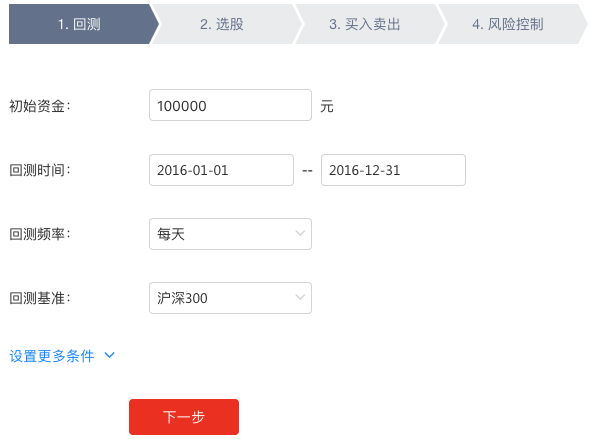 1. 回测 2. 选股 3. 买入卖出 4. 风险控制
初始资金： 100000 元
回测时间： 2016-01-01 -- 2016-12-31
回测频率： 每天
回测基准： 沪深300
设置更多条件
下一步